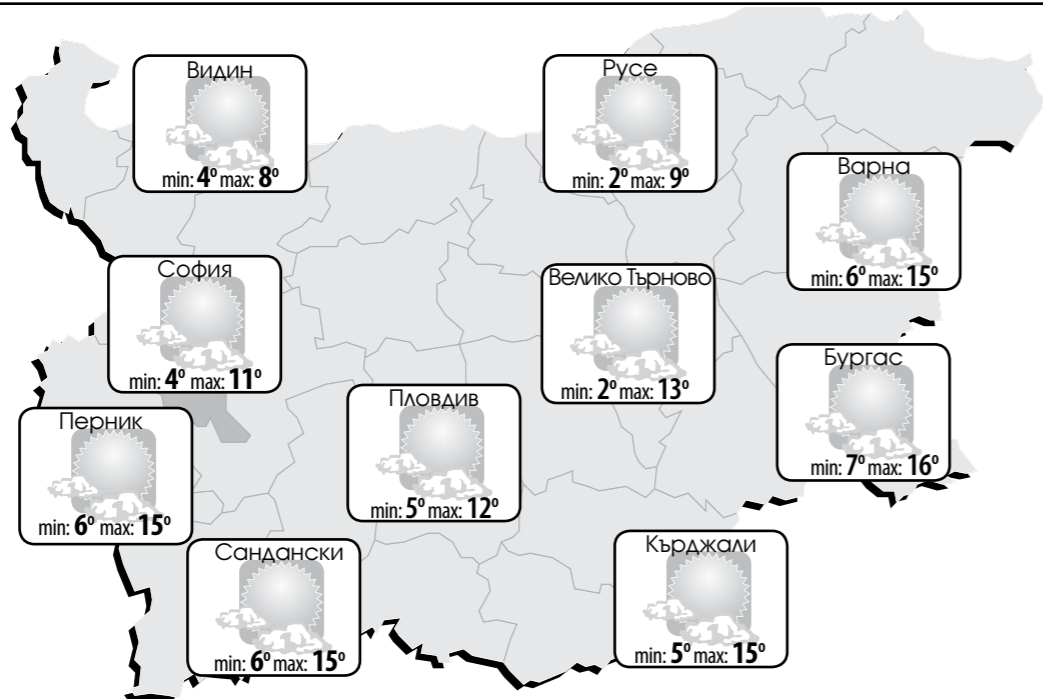 Видин
min: 4° max: 8°
Русе
min: 2° max: 9°
Варна
min: 6° max: 15°
София
min: 4° max: 11°
Велико Търново
min: 2° max: 13°
Бургас
min: 7° max: 16°
Пловдив
min: 5° max: 12°
Перник
min: 6° max: 15°
Сандански
min: 6° max: 15°
Кърджали
min: 5° max: 15°